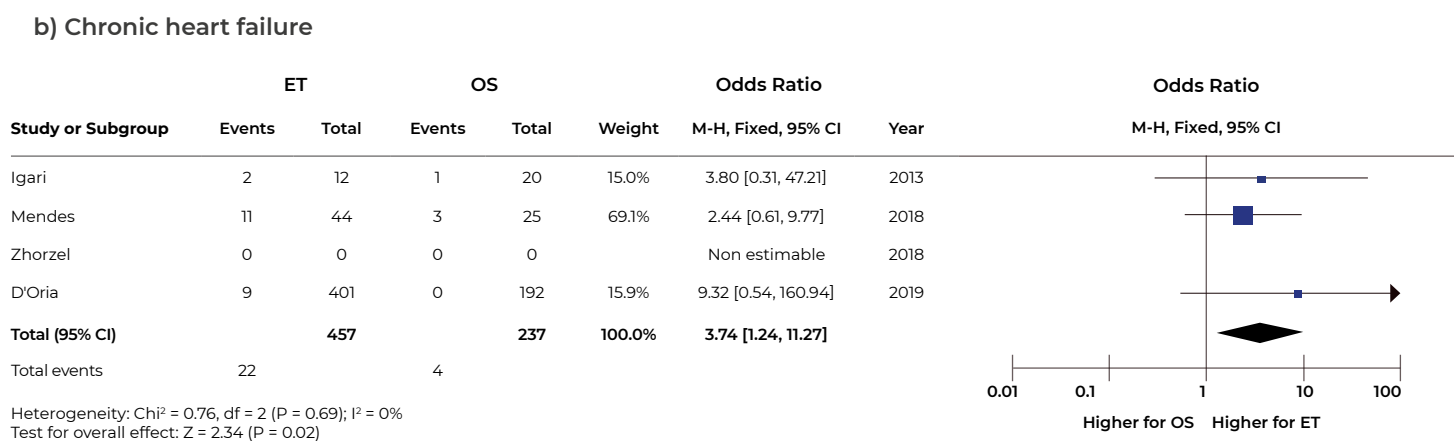 b) Chronic heart failure
ET OS Odds Ratio Odds Ratio
Study or Subgroup Events Total Events Total Weight M-H, Fixed, 95% CI Year M-H, Fixed, 95% CI
Igari 2 12 1 20 15.0% 3.80 [0.31, 47.21] 2013
Mendes 11 44 3 25 69.1% 2.44 [0.61, 9.77] 2018
Zhorzel 0 0 0 0 Non estimable 2018
D'Oria 9 401 0 192 15.9% 9.32 [0.54, 160.94] 2019
Total (95% CI) 457 237 100.0% 3.74 [1.24, 11.27]
Total events 22 4
0.01 0.1 1 10 100
Heterogeneity: Chi² = 0.76, df = 2 (P = 0.69); I² = 0%
Higher for OS Higher for ET
Test for overall effect: Z = 2.34 (P = 0.02)